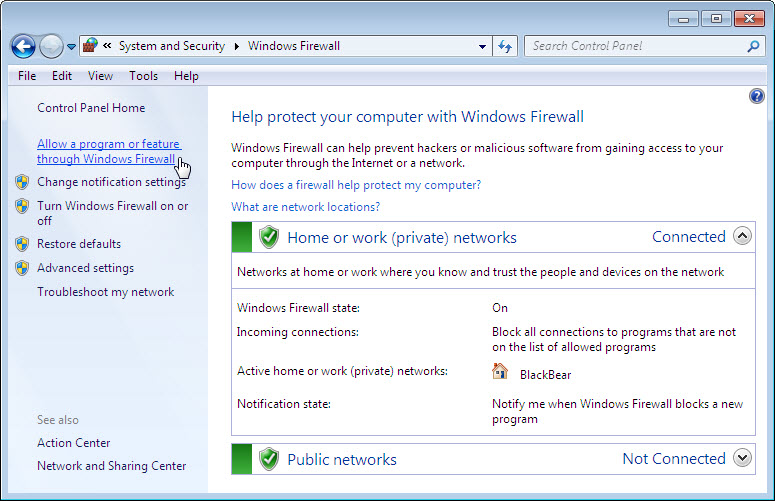 « System and Security Windows Firewall
Search Control Panel
File Edit View Tools Help
Control Panel Home
Allow a program or feature
through Windows Firewall
Change notification settings
Turn Windows Firewall on or
off
Restore defaults
Advanced settings
Troubleshoot my network
See also
Action Center
Network and Sharing Center
Help protect your computer with Windows Firewall
Windows Firewall can help prevent hackers or malicious software from gaining access to your
computer through the Internet or a network.
How does a firewall help protect my computer?
What are network locations?
Home or work (private) networks Connected
Networks at home or work where you know and trust the people and devices on the network
Windows Firewall state: On
Incoming connections: Block all connections to programs that are not
on the list of allowed programs
Active home or work (private) networks: BlackBear
Notification state: Notify me when Windows Firewall blocks a new
program
Public networks Not Connected